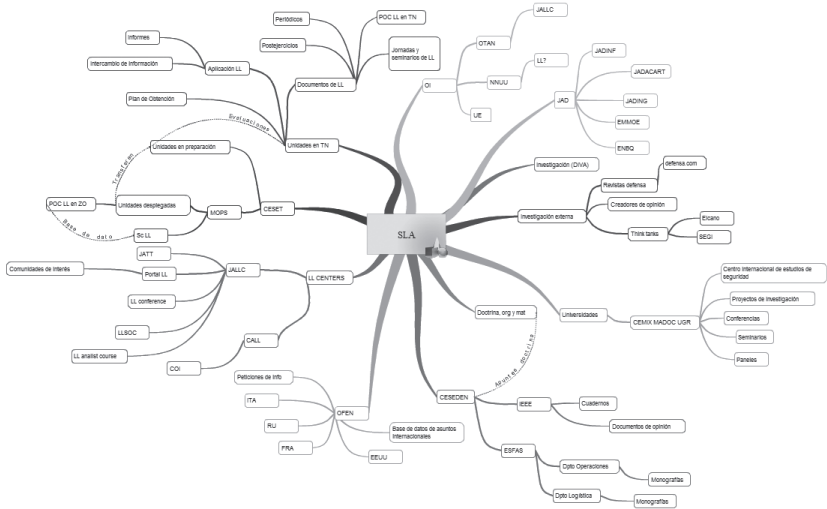 SLA
Unidades en TN
Documentos de LL
Periódicos
Postejercicios
POC LL en TN
Jornadas y
seminarios de LL
Aplicación LL
Informes
Intercambio de Información
Plan de Obtención
Evaluaciones
CESET
Unidades en preparación
MOPS
Unidades desplegadas
Transfieren
POC LL en ZO
Base de dato
Sc LL
LL CENTERS
JALLC
JATT
Portal LL
Comunidades de Interés
LL conference
LLSOC
LL analist course
CALL
COI
OPEN
Peticiones de Info
ITA
RU
FRA
Base de datos de asuntos
Internacionales
EEUU
OI
OTAN
JALLC
NNUU
LL?
UE
JAD
JADINF
JADACART
JADING
EMMOE
ENBQ
Investigación (DIVA)
Investigación externa
Revistas defensa
defensa com
Creadores de opinión
Think tanks
Elcano
SEGI
Universidades
CEMIX MADOC UGR
Centro Internacional de estudios de
seguridad
Proyectos de Investigación
Conferencias
Seminarios
Paneles
Doctrina, org y mat
Apuntes doctrina
CESEDEN
IEEE
Cuadernos
Documentos de opinión
ESFAS
Dpto Operaciones
Monografías
Dpto Logística
Monografías